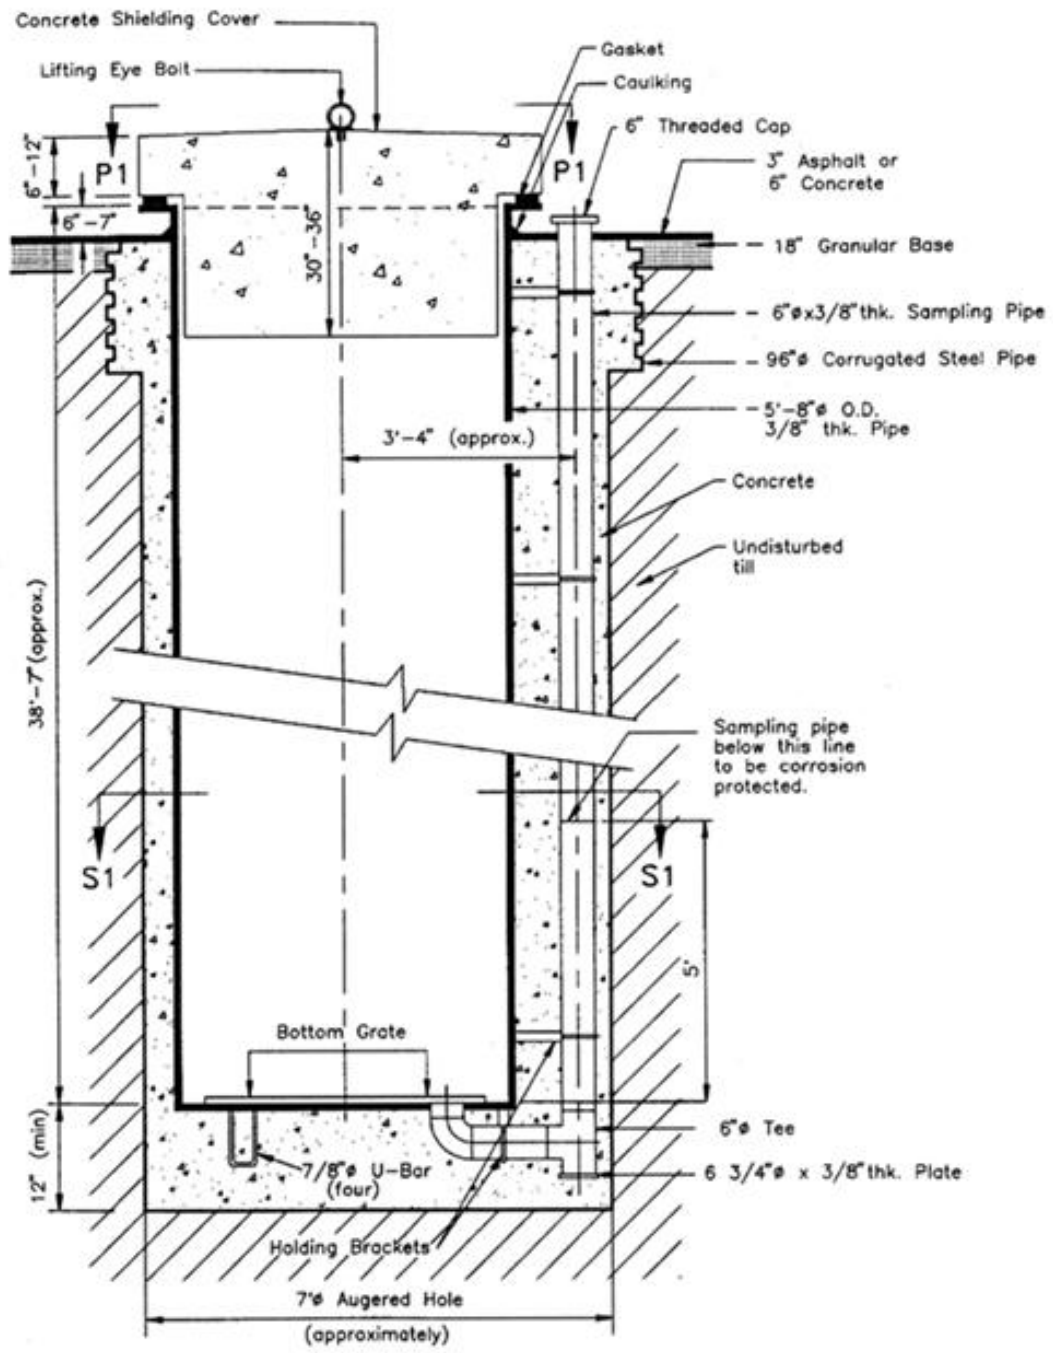 Concrete Shielding Cover
Lifting Eye Bolt
Gasket
Caulking
6" Threaded Cap
3" Asphalt or
6" Concrete
P1
P1
6"-12"
6"-7"
30"-36"
18" Granular Base
6"øx3/8"thk. Sampling Pipe
96"ø Corrugated Steel Pipe
5'-8"ø O.D.
3/8" thk. Pipe
3'-4" (approx.)
Concrete
Undisturbed
till
38'-7"(approx.)
Sampling pipe
below this line
to be corrosion
protected.
S1
S1
5'
Bottom Grate
12" (min)
7/8"ø U-Bar
(four)
6"ø Tee
6 3/4"ø x 3/8"thk. Plate
Holding Brackets
7'ø Augered Hole
(approximately)